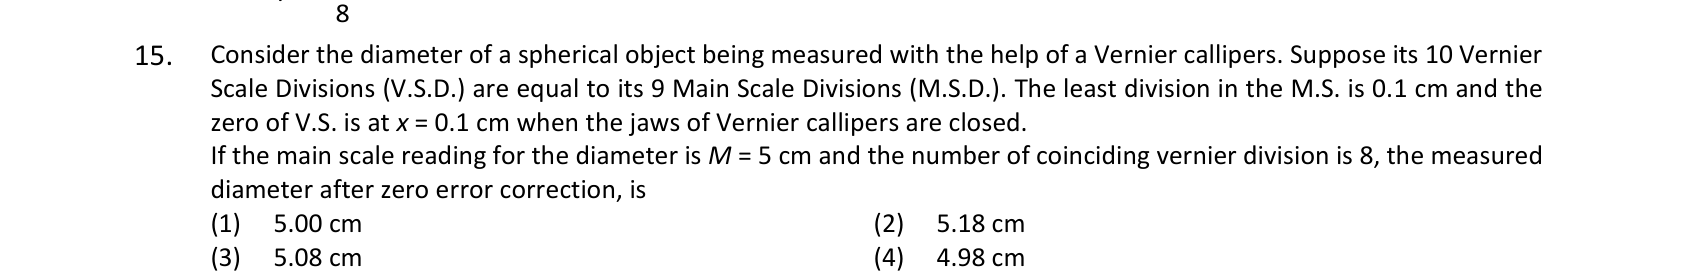 8
15. Consider the diameter of a spherical object being measured with the help of a Vernier callipers. Suppose its 10 Vernier
Scale Divisions (V.S.D.) are equal to its 9 Main Scale Divisions (M.S.D.). The least division in the M.S. is 0.1 cm and the
zero of V.S. is at x = 0.1 cm when the jaws of Vernier callipers are closed.
If the main scale reading for the diameter is M = 5 cm and the number of coinciding vernier division is 8, the measured
diameter after zero error correction, is
(1) 5.00 cm (2) 5.18 cm
(3) 5.08 cm (4) 4.98 cm